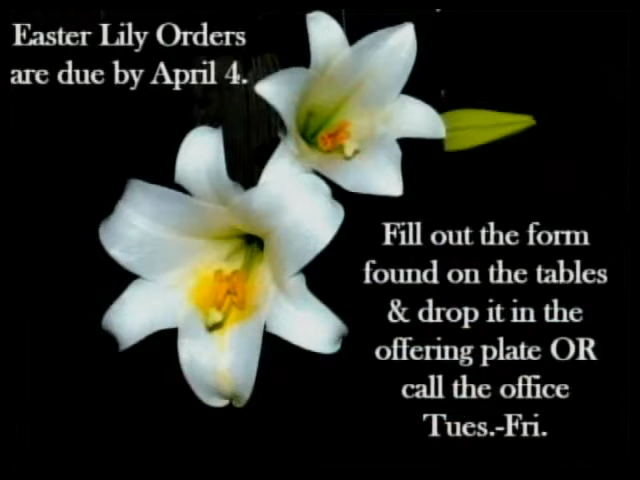 Easter Lily Orders
are due by April 4.
Fill out the form
found on the tables
& drop it in the
offering plate OR
call the office
Tues.-Fri.